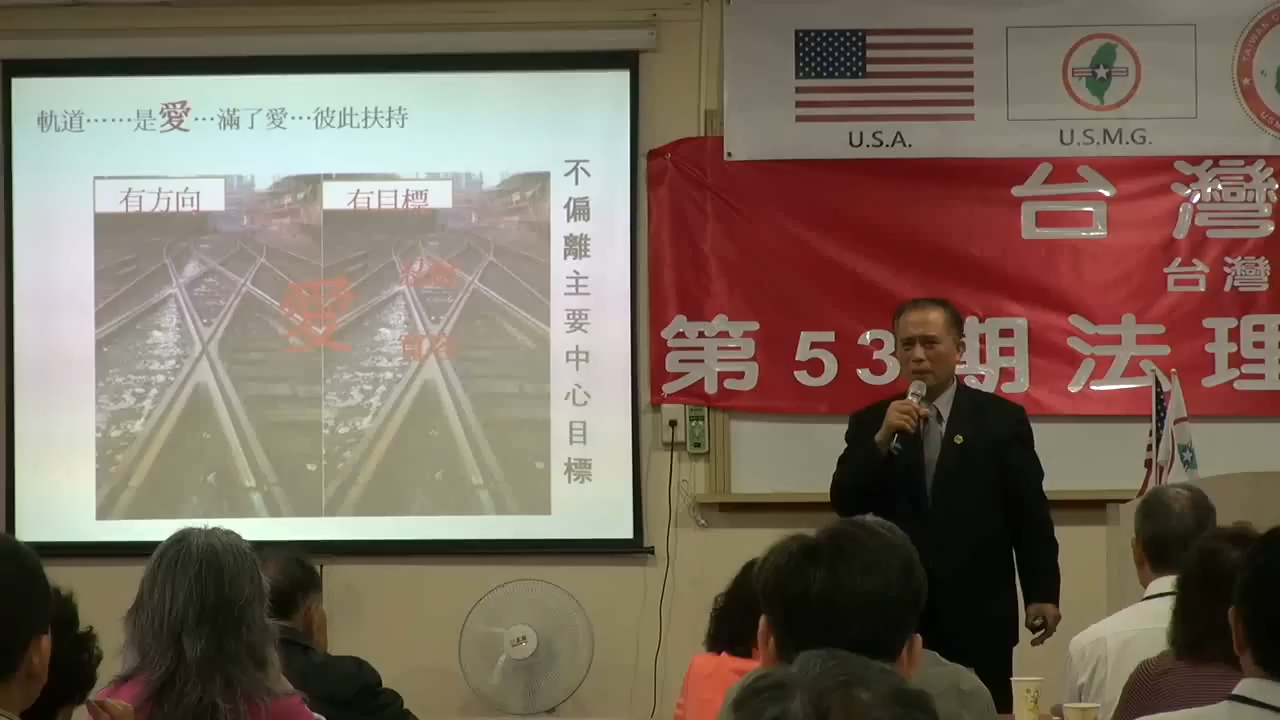 軌道……是愛…滿了愛…彼此扶持
有方向
有目標
愛
不偏離主要中心目標
U.S.A.
U.S.M.G.
TAIWAN C
台灣
台灣
第53期法理